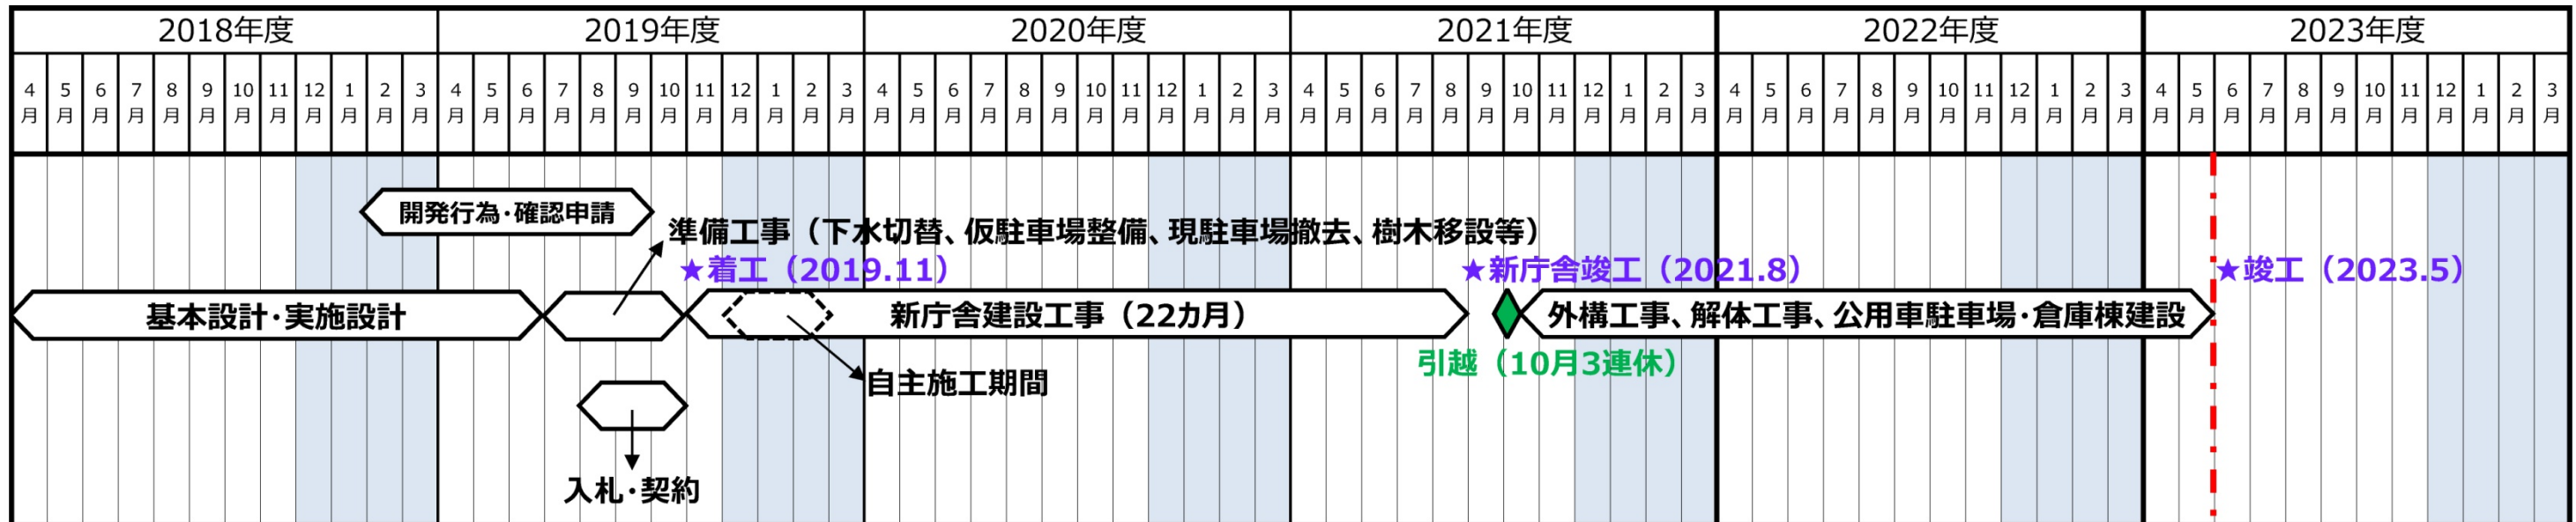 2018年度 2019年度 2020年度 2021年度 2022年度 2023年度
4月 5月 6月 7月 8月 9月 10月 11月 12月 1月 2月 3月 4月 5月 6月 7月 8月 9月 10月 11月 12月 1月 2月 3月 4月 5月 6月 7月 8月 9月 10月 11月 12月 1月 2月 3月 4月 5月 6月 7月 8月 9月 10月 11月 12月 1月 2月 3月 4月 5月 6月 7月 8月 9月 10月 11月 12月 1月 2月 3月 4月 5月 6月 7月 8月 9月 10月 11月 12月 1月 2月 3月
開発行為・確認申請
準備工事（下水切替、仮駐車場整備、現駐車場撤去、樹木移設等）
★着工（2019.11）
★新庁舎竣工（2021.8）
★竣工（2023.5）
基本設計・実施設計
新庁舎建設工事（22カ月）
外構工事、解体工事、公用車駐車場・倉庫棟建設
引越（10月3連休）
自主施工期間
入札・契約